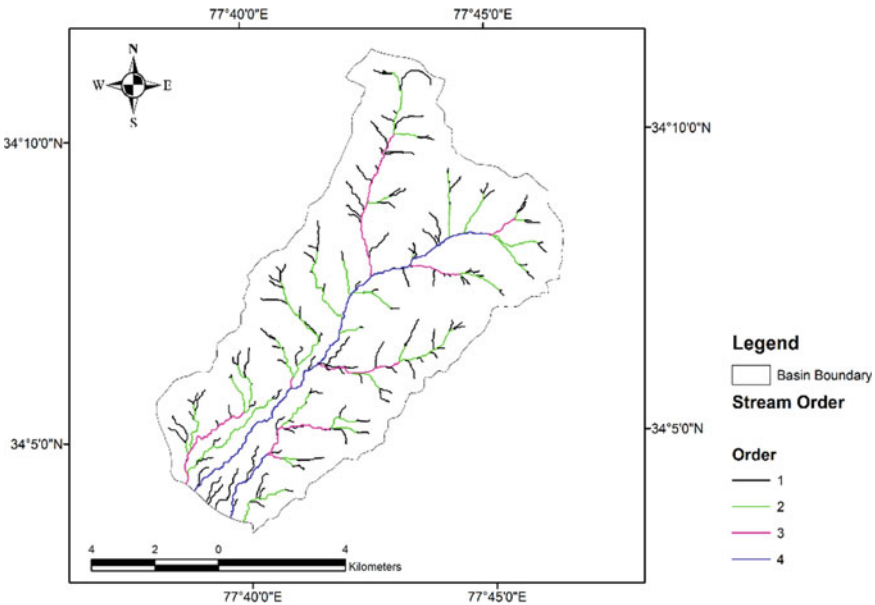 77°40'0"E 77°45'0"E
N
W E
S
34°10'0"N 34°10'0"N
Legend
Basin Boundary
Stream Order
34°5'0"N 34°5'0"N
Order
1
2
3
4
4 2 0 4
Kilometers
77°40'0"E 77°45'0"E